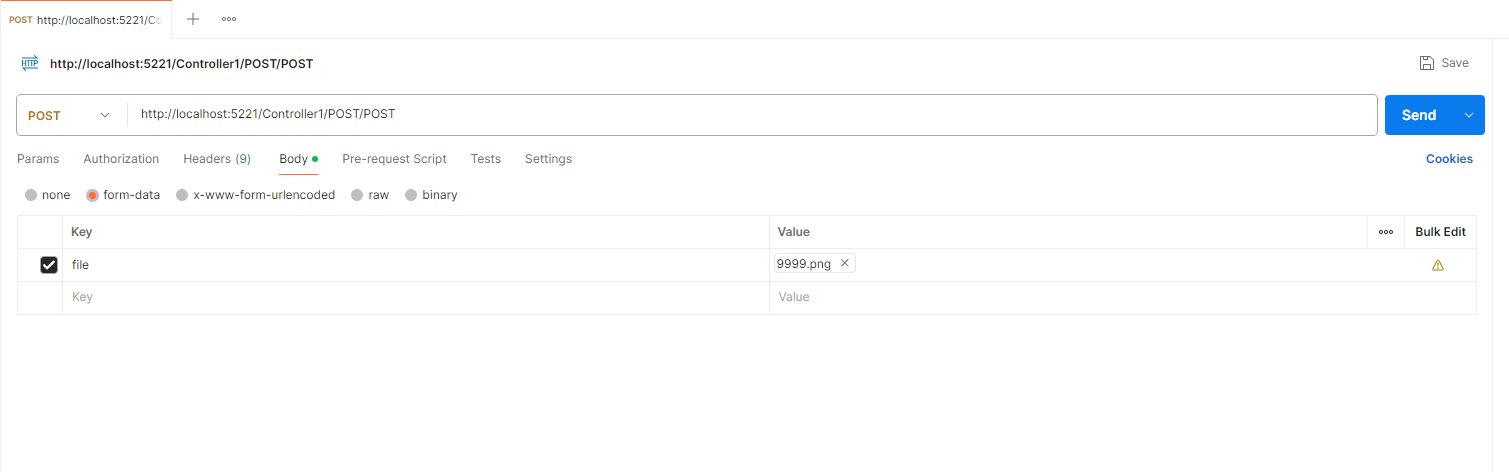 POST http://localhost:5221/Co
HTTP http://localhost:5221/Controller1/POST/POST Save
POST http://localhost:5221/Controller1/POST/POST Send
Params Authorization Headers (9) Body Pre-request Script Tests Settings Cookies
none form-data x-www-form-urlencoded raw binary
Key Value Bulk Edit
file 9999.png
Key Value